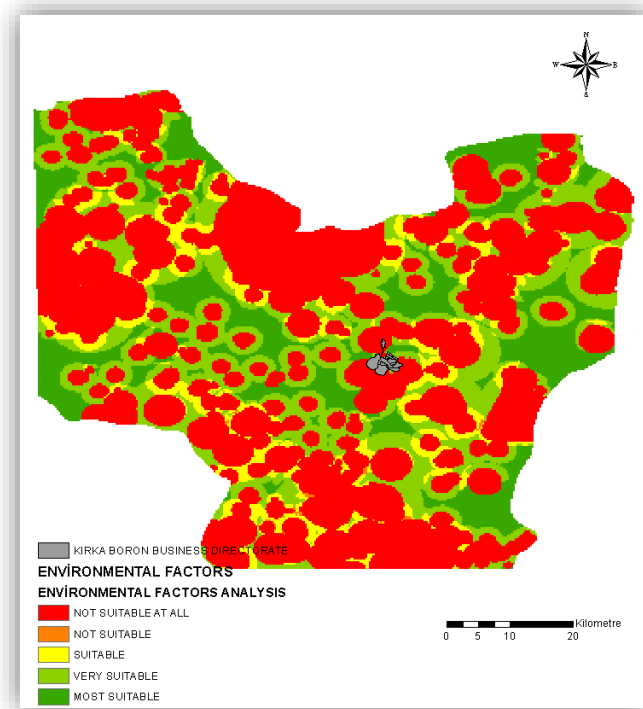 N
W
E
S
KIRKA BORON BUSINESS DIRECTORATE
ENVİRONMENTAL FACTORS
ENVİRONMENTAL FACTORS ANALYSIS
NOT SUITABLE AT ALL
NOT SUITABLE
SUITABLE
VERY SUITABLE
MOST SUITABLE
Kilometre
0 5 10 20